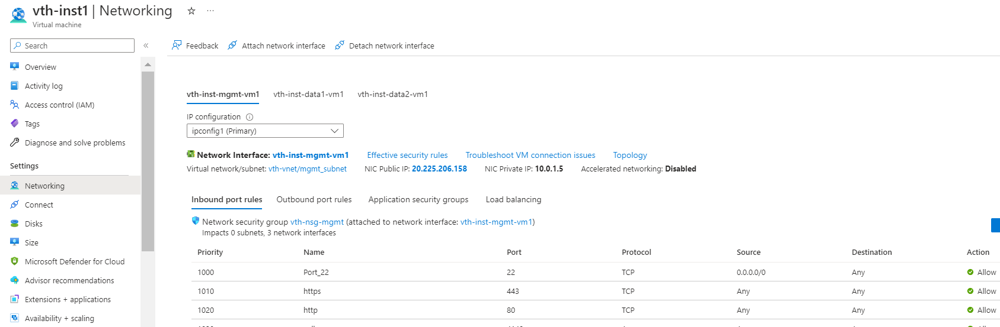 vth-inst1 | Networking
Virtual machine
Search
Overview
Activity log
Access control (IAM)
Tags
Diagnose and solve problems
Settings
Networking
Connect
Disks
Size
Microsoft Defender for Cloud
Advisor recommendations
Extensions + applications
Availability + scaling
Feedback Attach network interface Detach network interface
vth-inst-mgmt-vm1 vth-inst-data1-vm1 vth-inst-data2-vm1
IP configuration
ipconfig1 (Primary)
Network Interface: vth-inst-mgmt-vm1 Effective security rules Troubleshoot VM connection issues Topology
Virtual network/subnet: vth-vnet/mgmt_subnet NIC Public IP: 20.225.206.158 NIC Private IP: 10.0.1.5 Accelerated networking: Disabled
Inbound port rules Outbound port rules Application security groups Load balancing
Network security group vth-nsg-mgmt (attached to network interface: vth-inst-mgmt-vm1)
Impacts 0 subnets, 3 network interfaces
Priority Name Port Protocol Source Destination Action
1000 Port_22 22 TCP 0.0.0.0/0 Any Allow
1010 https 443 TCP Any Any Allow
1020 http 80 TCP Any Any Allow